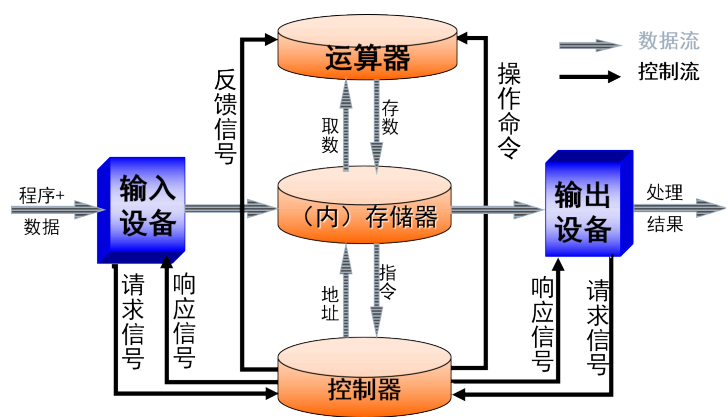 运算器
数据流
控制流
反馈信号
操作命令
取数
存数
程序+
数据
输入
设备
（内）存储器
输出
设备
处理
结果
请求信号
响应信号
地址
指令
响应信号
请求信号
控制器